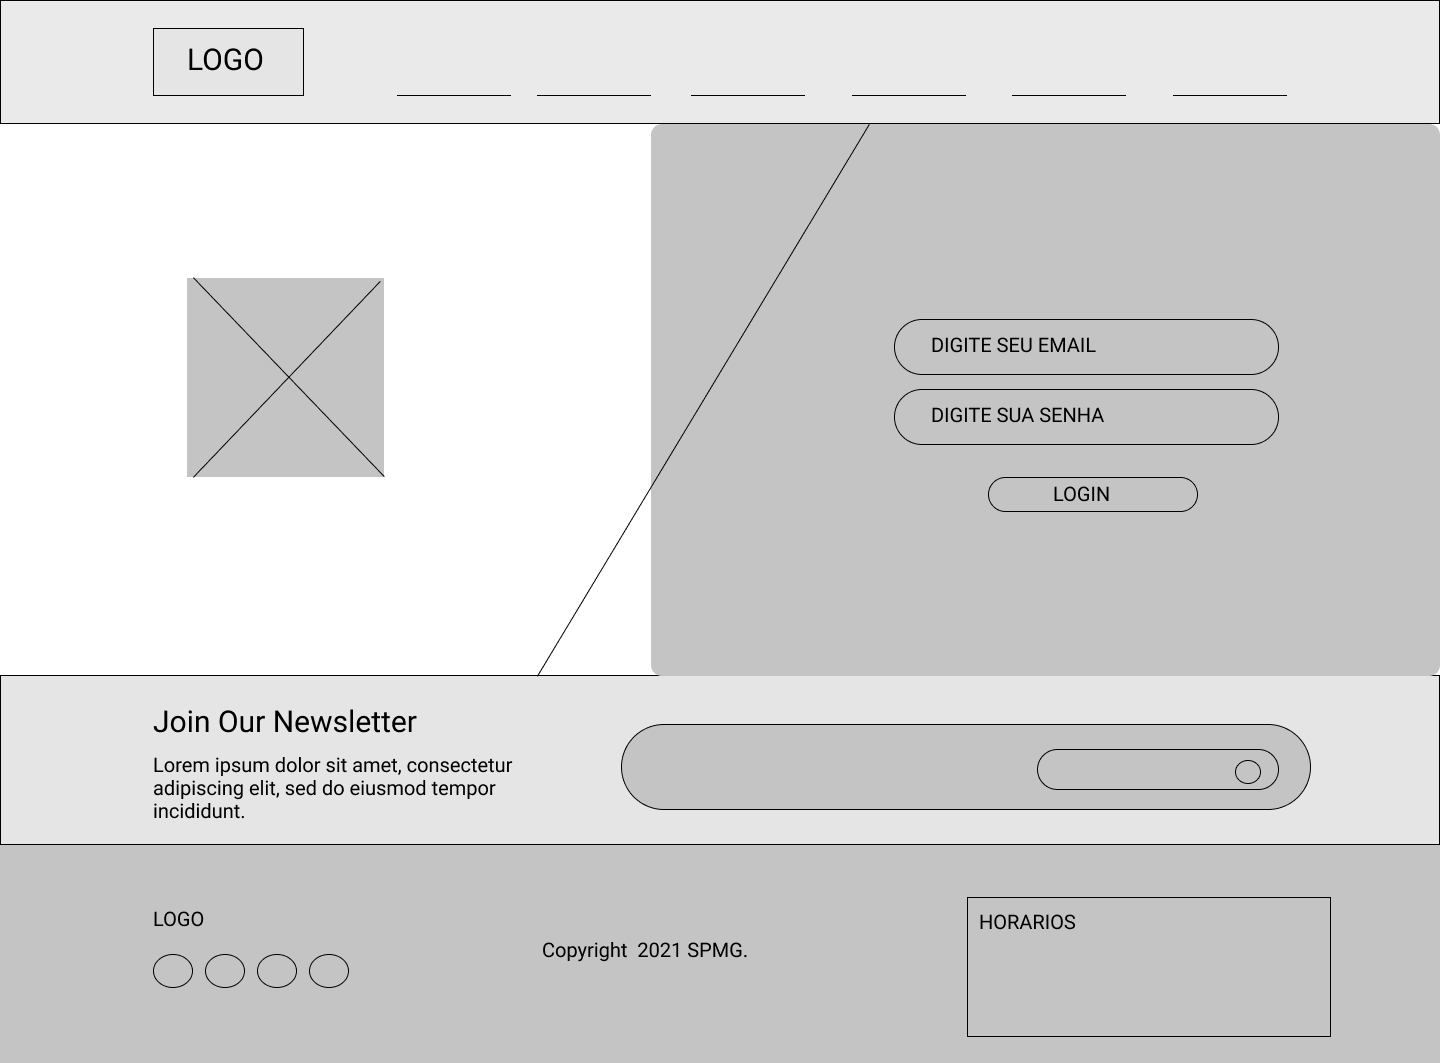 LOGO
DIGITE SEU EMAIL
DIGITE SUA SENHA
LOGIN
Join Our Newsletter
Lorem ipsum dolor sit amet, consectetur
adipiscing elit, sed do eiusmod tempor
incididunt.
LOGO
Copyright  2021 SPMG.
HORARIOS